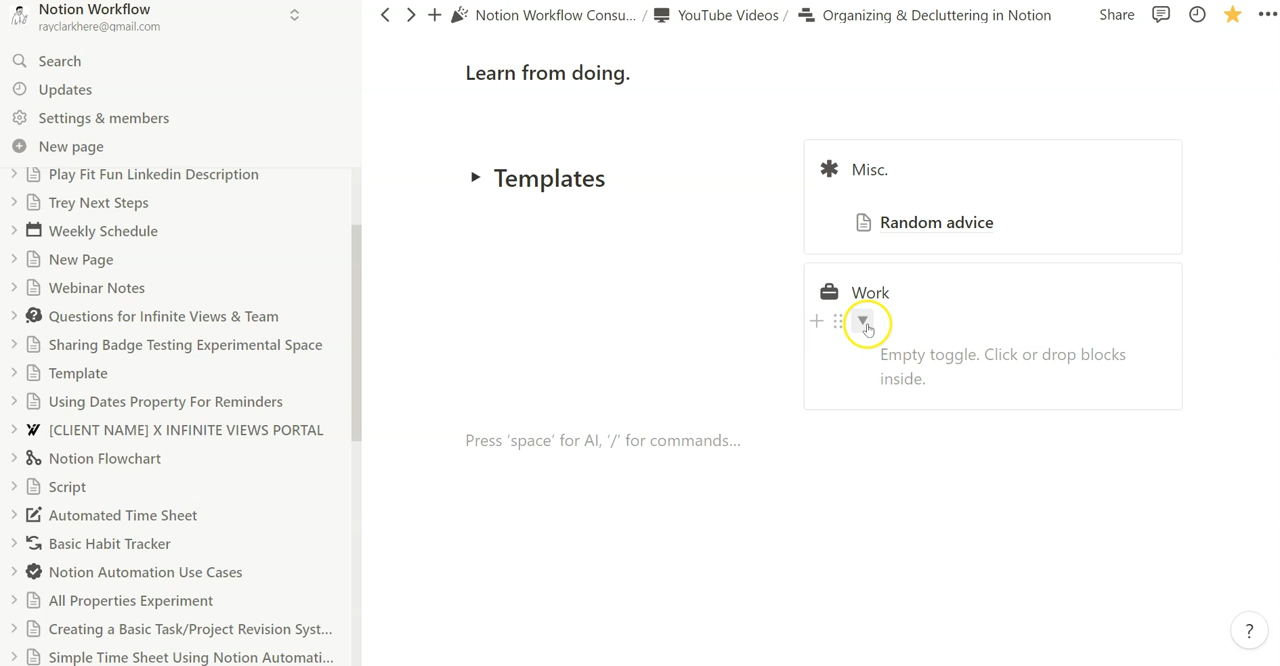 Notion Workflow
rayclarkhere@gmail.com
Search
Updates
Settings & members
New page
Play Fit Fun Linkedin Description
Trey Next Steps
Weekly Schedule
New Page
Webinar Notes
Questions for Infinite Views & Team
Sharing Badge Testing Experimental Space
Template
Using Dates Property For Reminders
[CLIENT NAME] X INFINITE VIEWS PORTAL
Notion Flowchart
Script
Automated Time Sheet
Basic Habit Tracker
Notion Automation Use Cases
All Properties Experiment
Creating a Basic Task/Project Revision Syst...
Simple Time Sheet Using Notion Automati...
Notion Workflow Consu... / YouTube Videos / Organizing & Decluttering in Notion
Share
Learn from doing.
Templates
Misc.
Random advice
Work
Empty toggle. Click or drop blocks
inside.
Press 'space' for AI, '/' for commands...
?